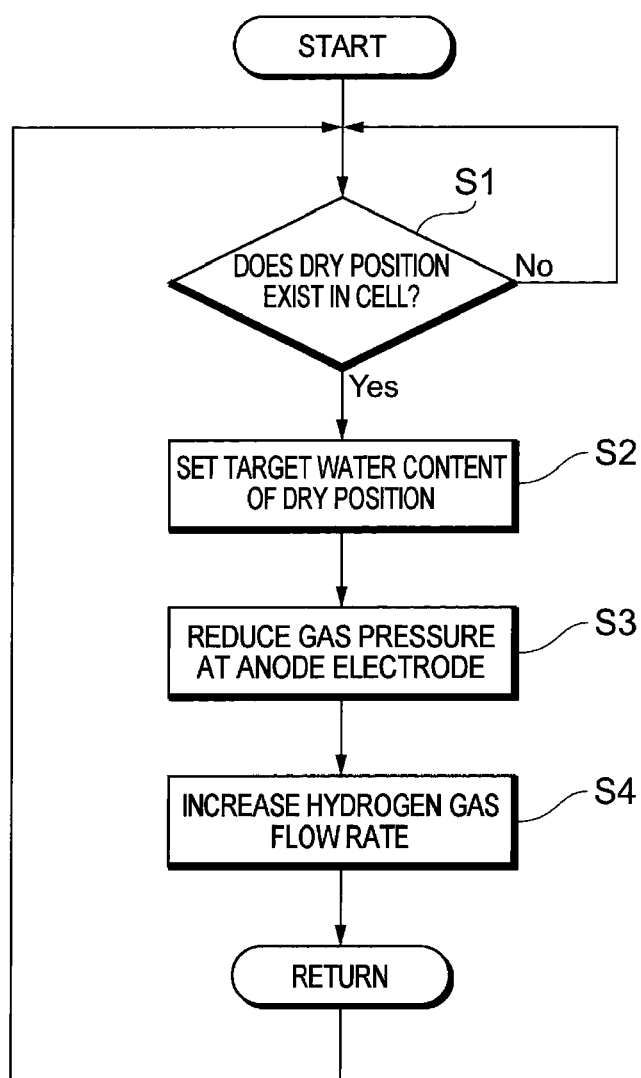 START
S1
DOES DRY POSITION
EXIST IN CELL?
No
Yes
SET TARGET WATER CONTENT
OF DRY POSITION
S2
REDUCE GAS PRESSURE
AT ANODE ELECTRODE
S3
INCREASE HYDROGEN GAS
FLOW RATE
S4
RETURN